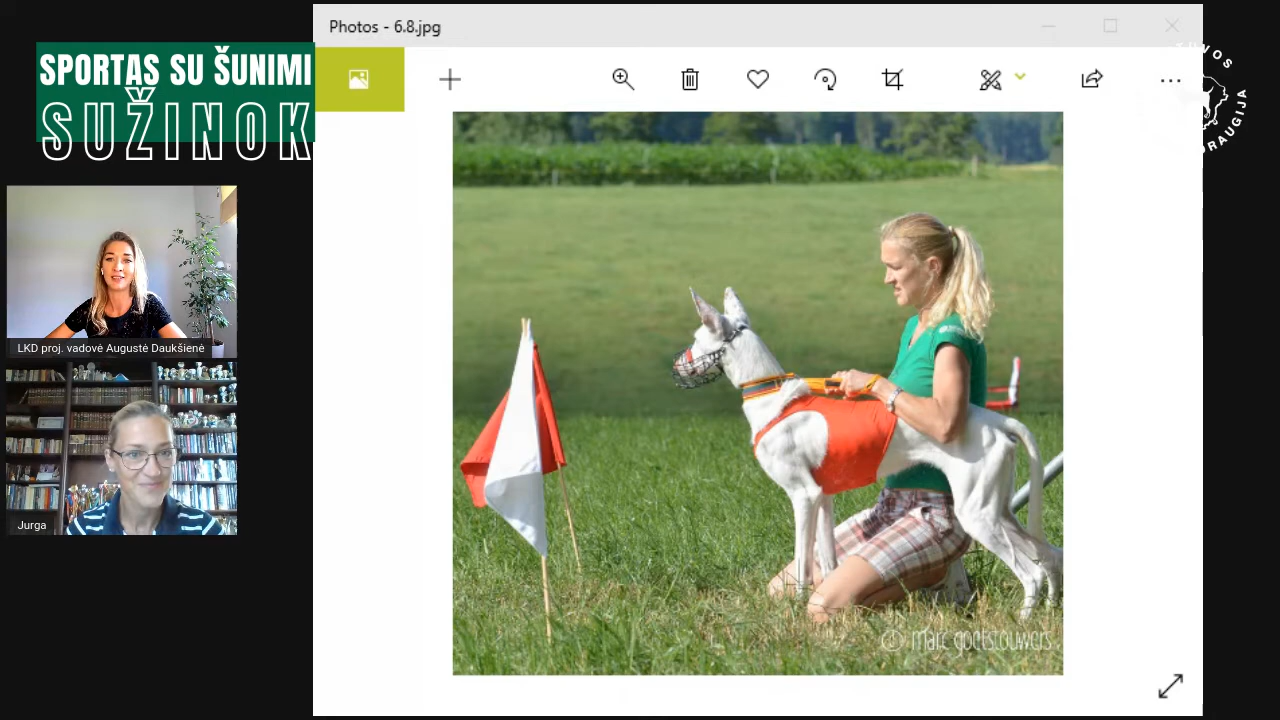 Photos - 6.8.jpg
SPORTAS SU ŠUNIMI
SUŽINOK
LKD proj. vadovė Augustė Daukšienė
Jurga
© marc goetstouwers